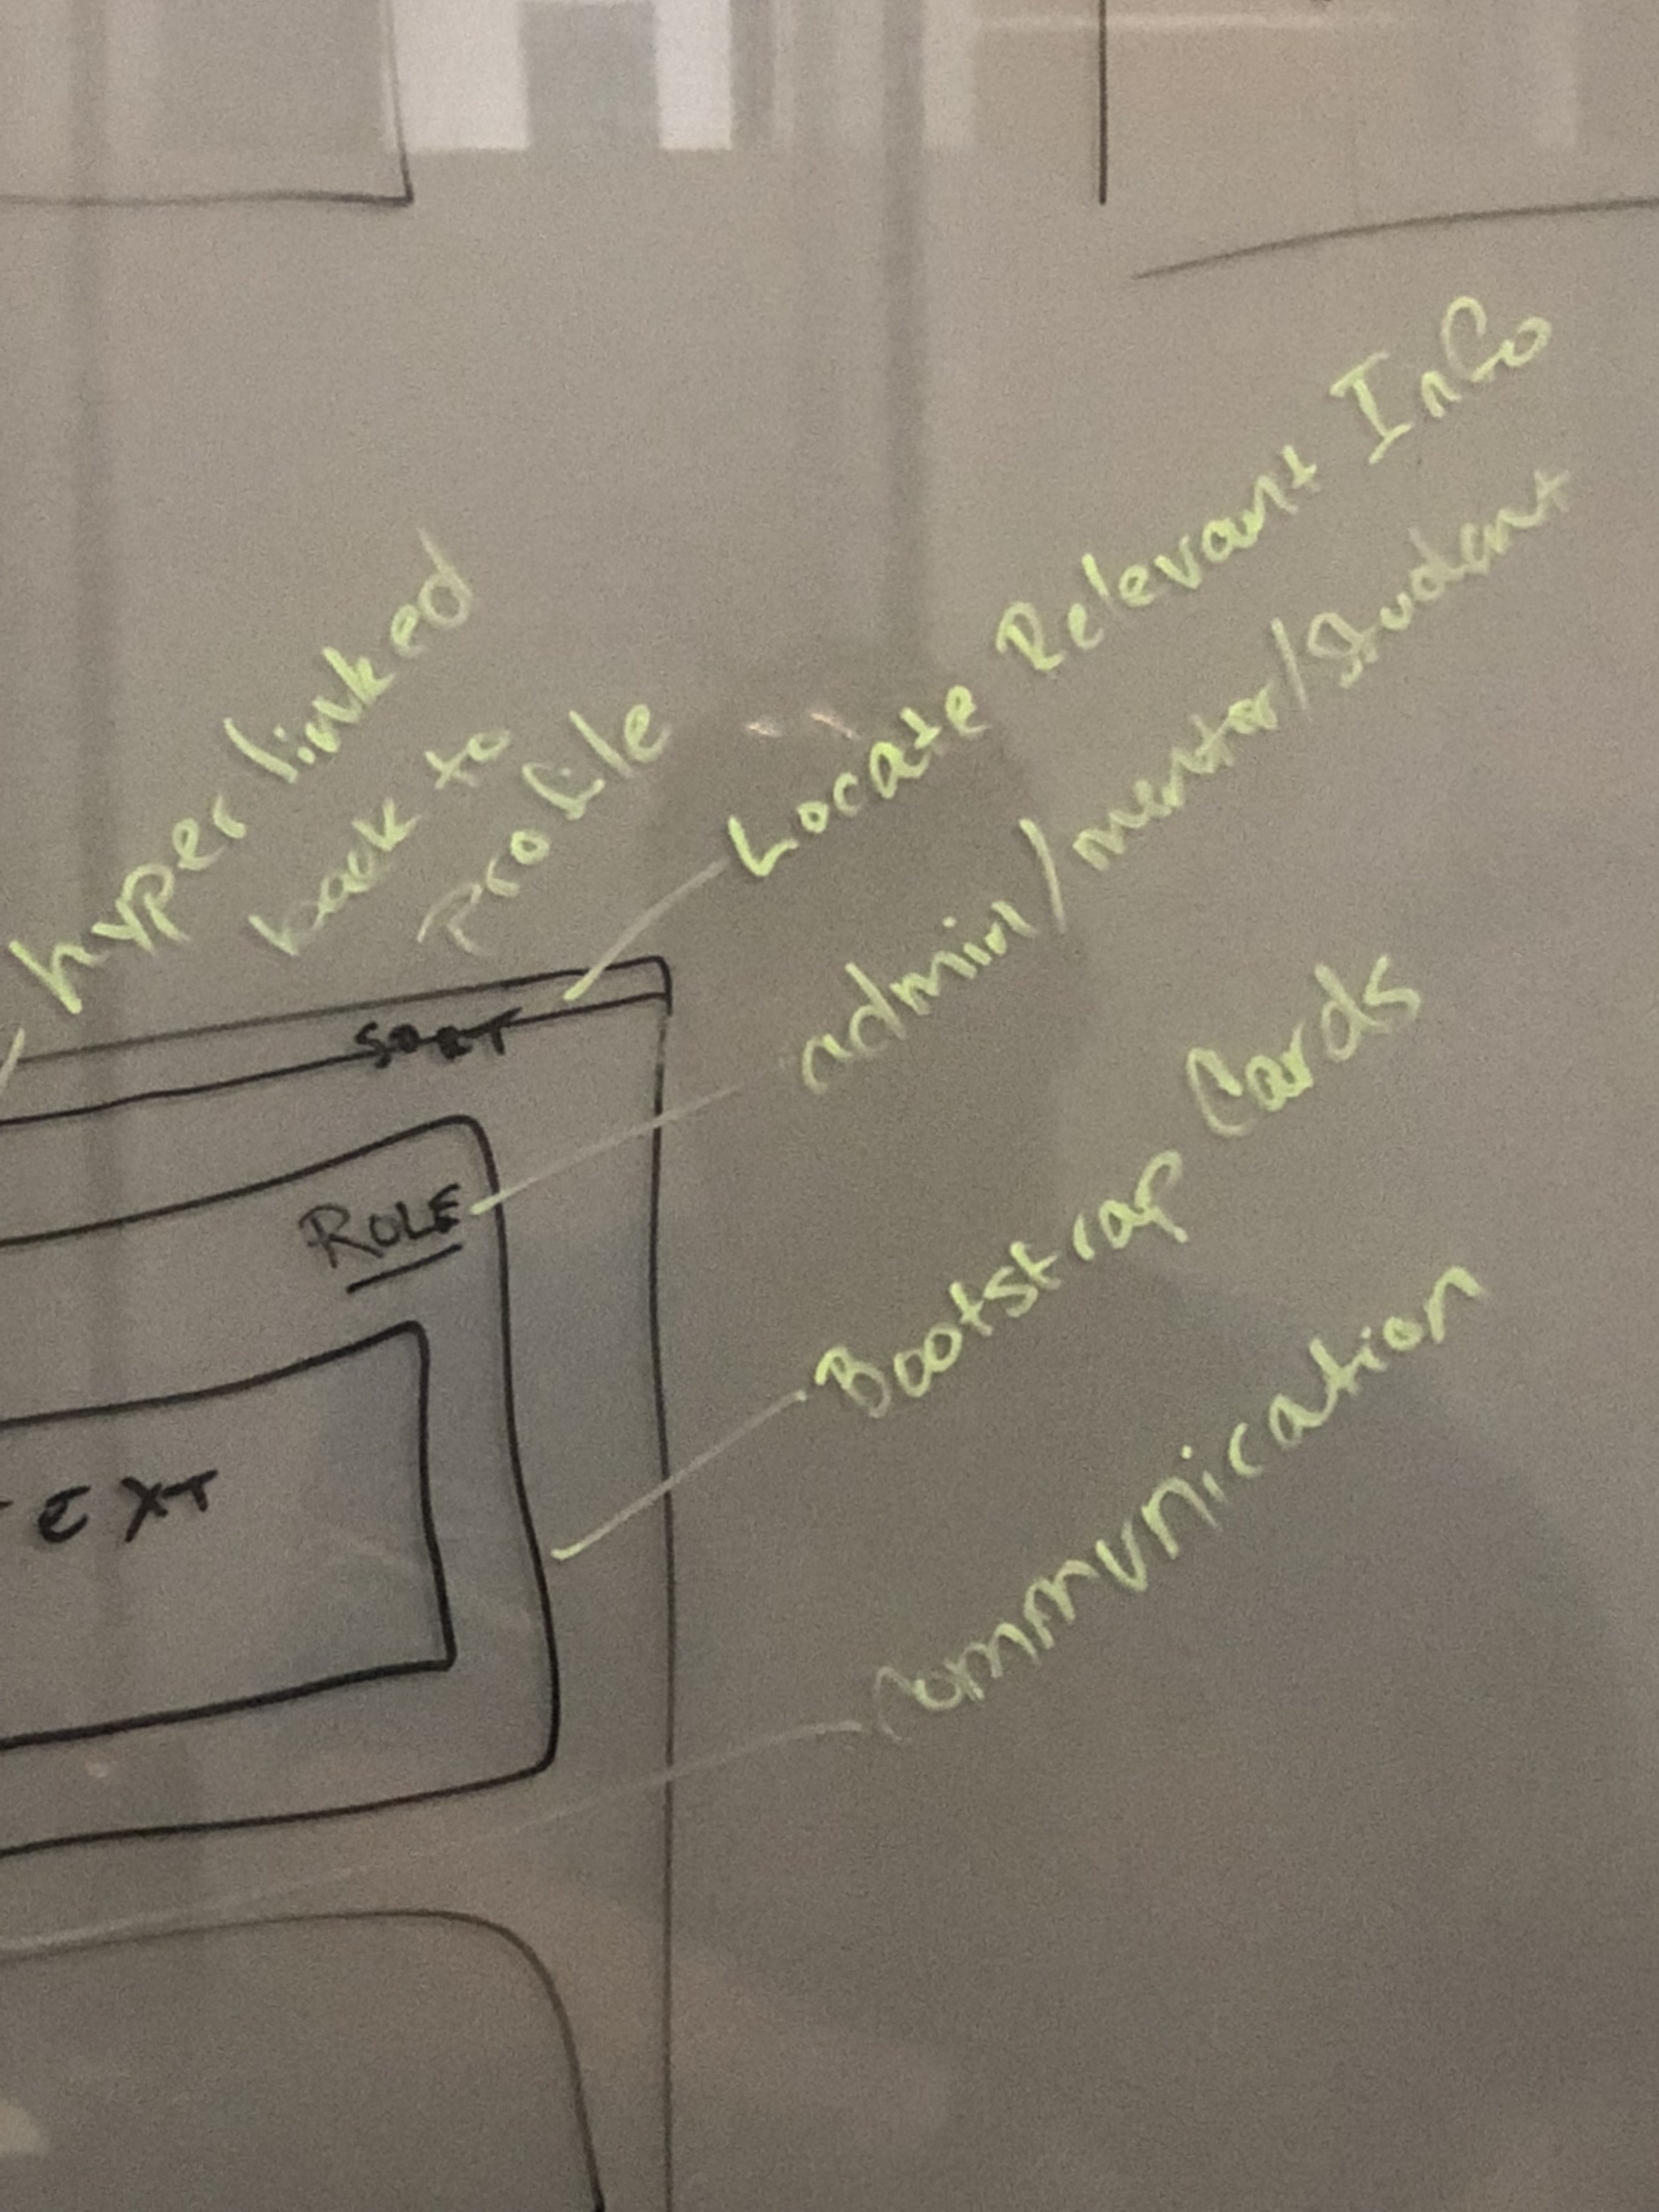 hyper linked
back to
Profile
Locate Relevant Info
admin/mentor/Student
SORT
ROLE
Bootstrap Cards
EXT
Communication